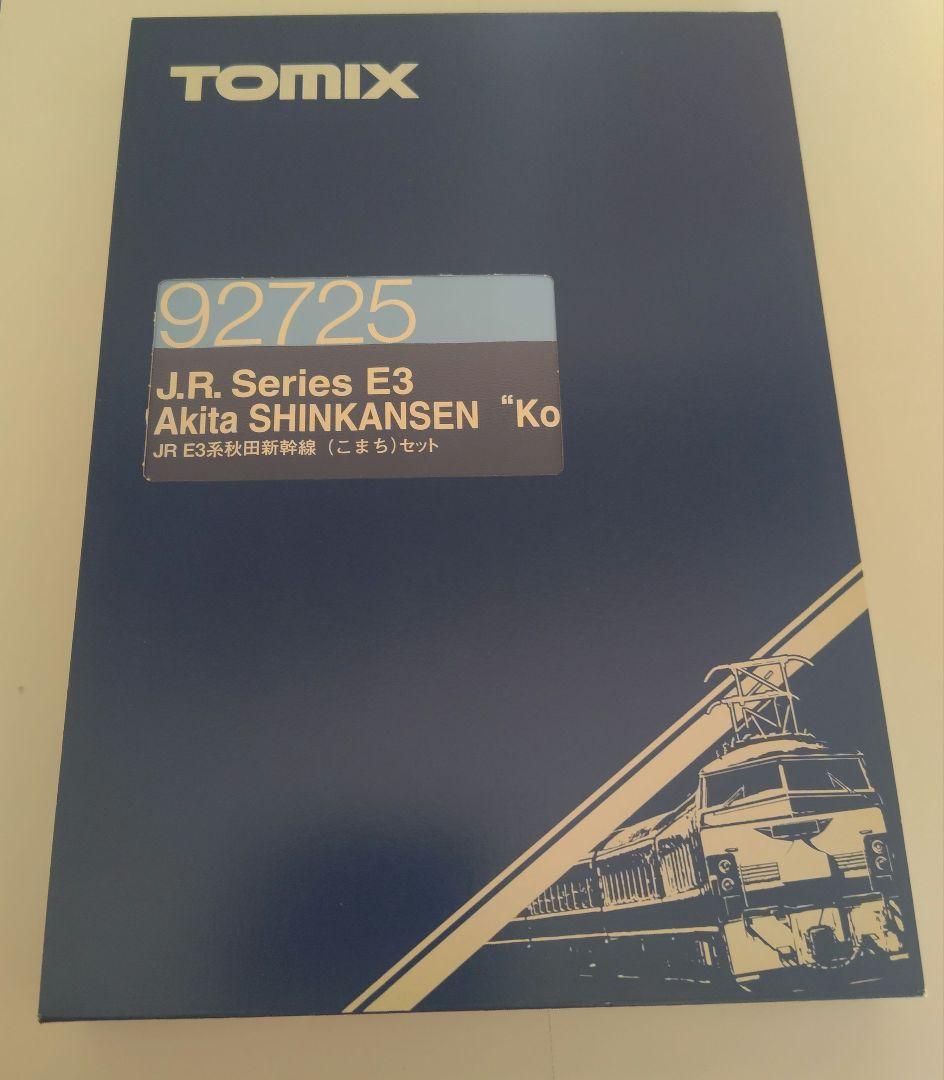 TOMIX
92725
J.R. Series E3
Akita SHINKANSEN “Ko
JR E3系秋田新幹線（こまち）セット